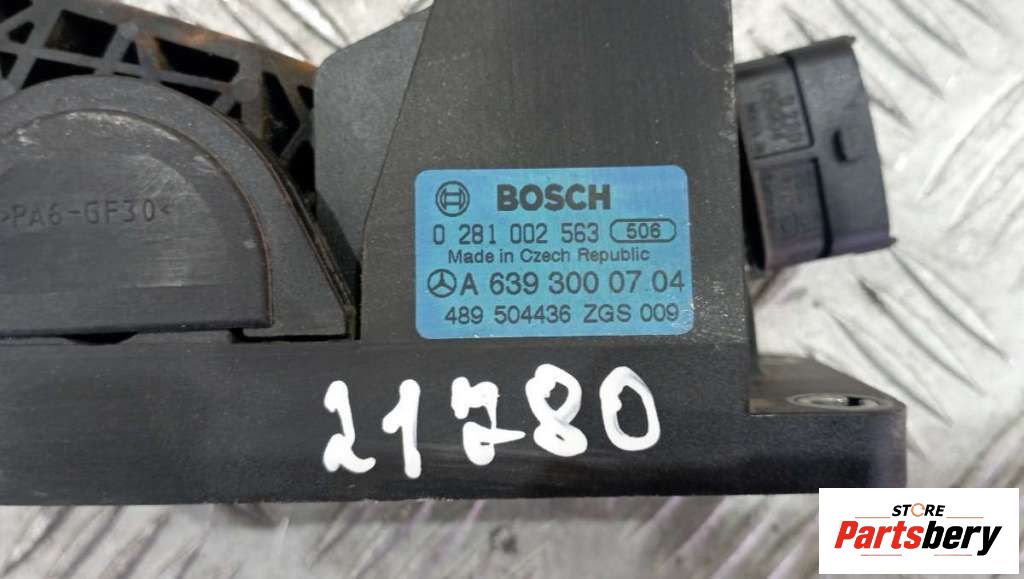 >PA6-GF30<
BOSCH
0 281 002 563 506
Made in Czech Republic
A 639 300 07 04
489 504436 ZGS 009
21780
STORE
Partsbery